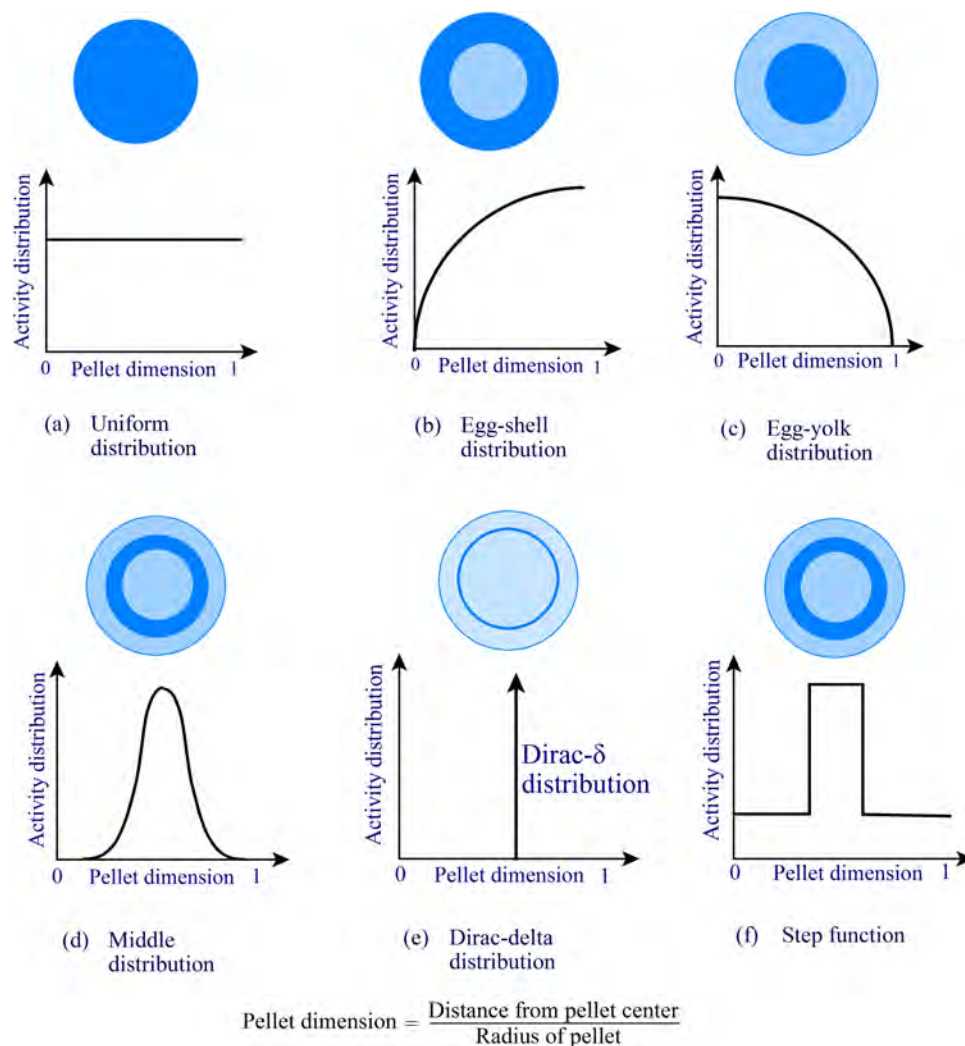 Activity distribution
0 Pellet dimension 1
(a) Uniform
distribution
Activity distribution
0 Pellet dimension 1
(b) Egg-shell
distribution
Activity distribution
0 Pellet dimension 1
(c) Egg-yolk
distribution
Activity distribution
0 Pellet dimension 1
(d) Middle
distribution
Activity distribution
Dirac-δ
distribution
0 Pellet dimension 1
(e) Dirac-delta
distribution
Activity distribution
0 Pellet dimension 1
(f) Step function
Pellet dimension = Distance from pellet center
Radius of pellet